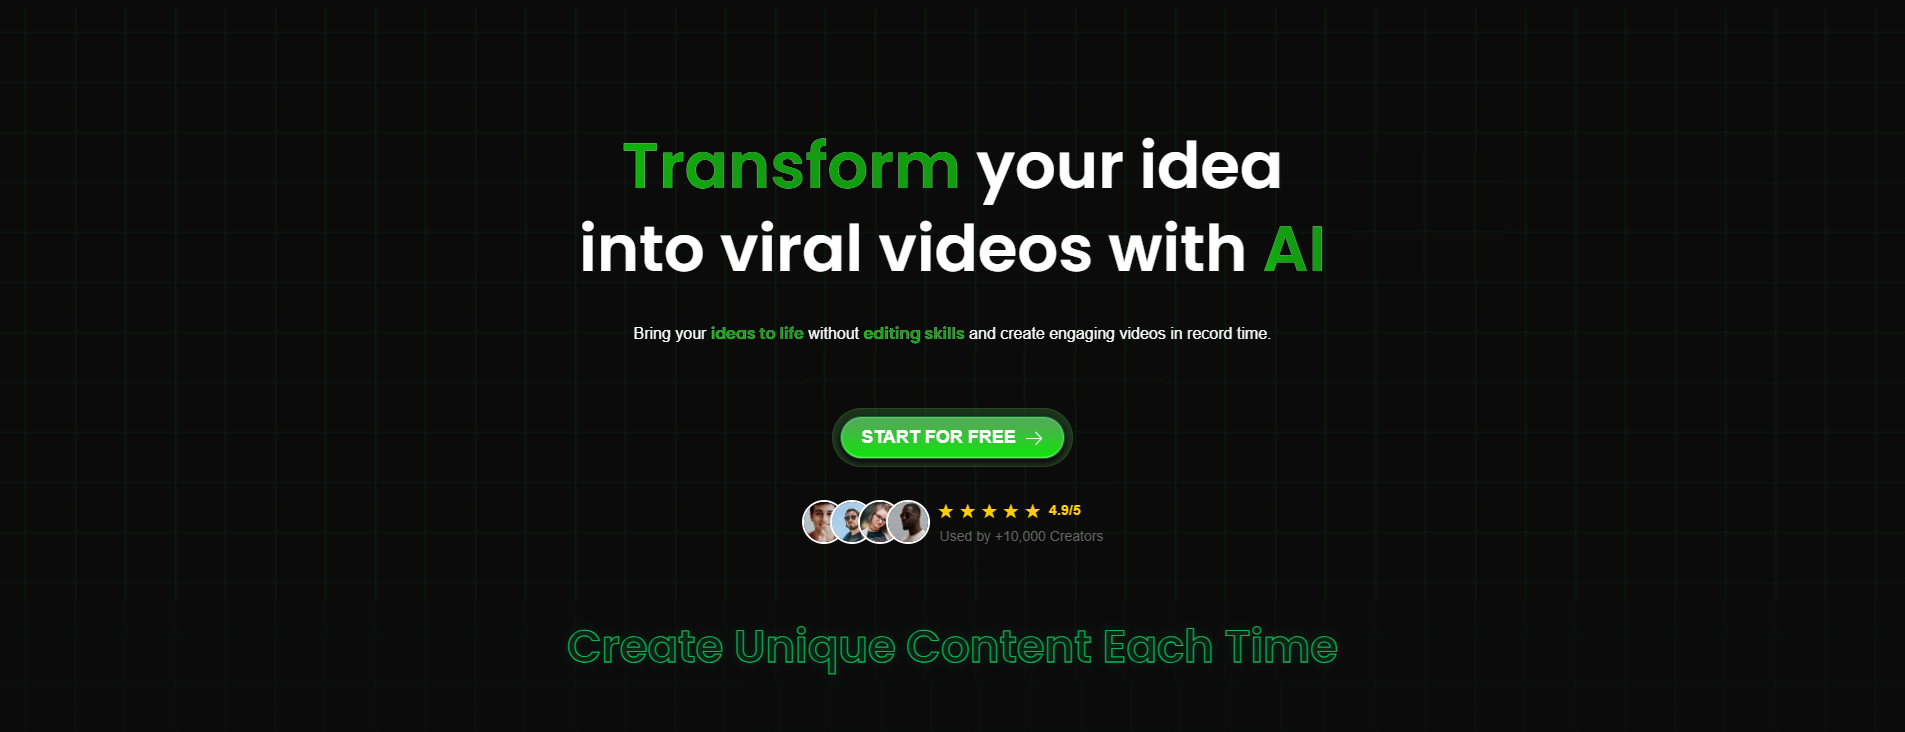 Transform your idea
into viral videos with AI
Bring your ideas to life without editing skills and create engaging videos in record time.
START FOR FREE →
★ ★ ★ ★ ★ 4.9/5
Used by +10,000 Creators
Create Unique Content Each Time